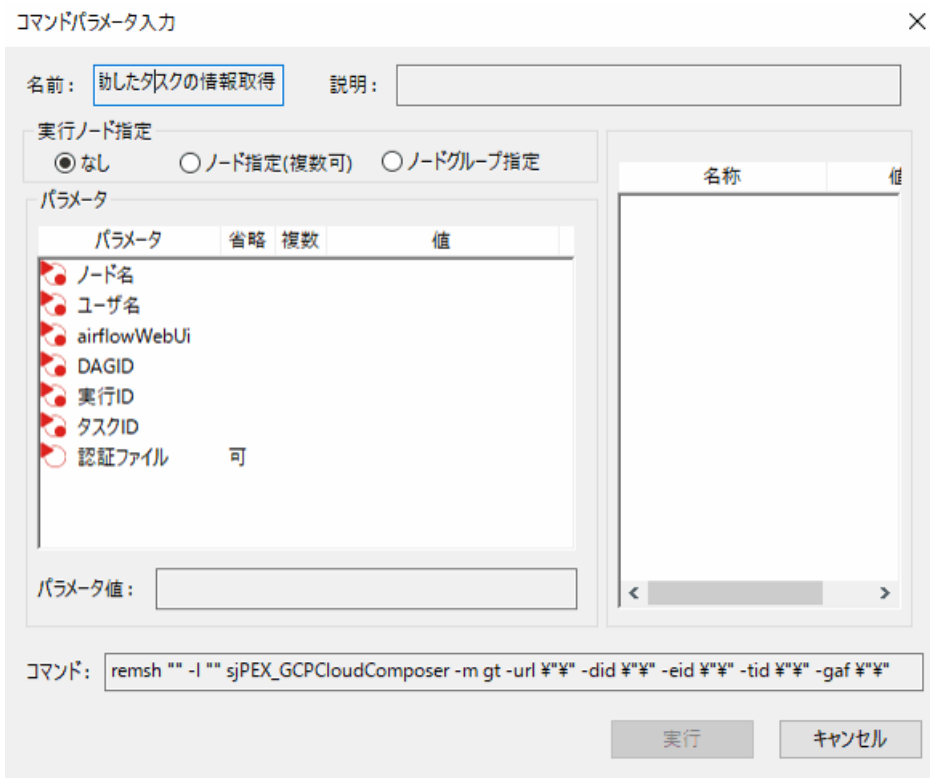 コマンドパラメータ入力
名前： 動したタスクの情報取得 説明：
実行ノード指定
なし ノード指定(複数可) ノードグループ指定
パラメータ
パラメータ 省略 複数 値
ノード名
ユーザ名
airflowWebUi
DAGID
実行ID
タスクID
認証ファイル 可
パラメータ値：
名称 値
コマンド： remsh "" -l "" sjPEX_GCPCloudComposer -m gt -url ¥"¥" -did ¥"¥" -eid ¥"¥" -tid ¥"¥" -gaf ¥"¥"
実行 キャンセル